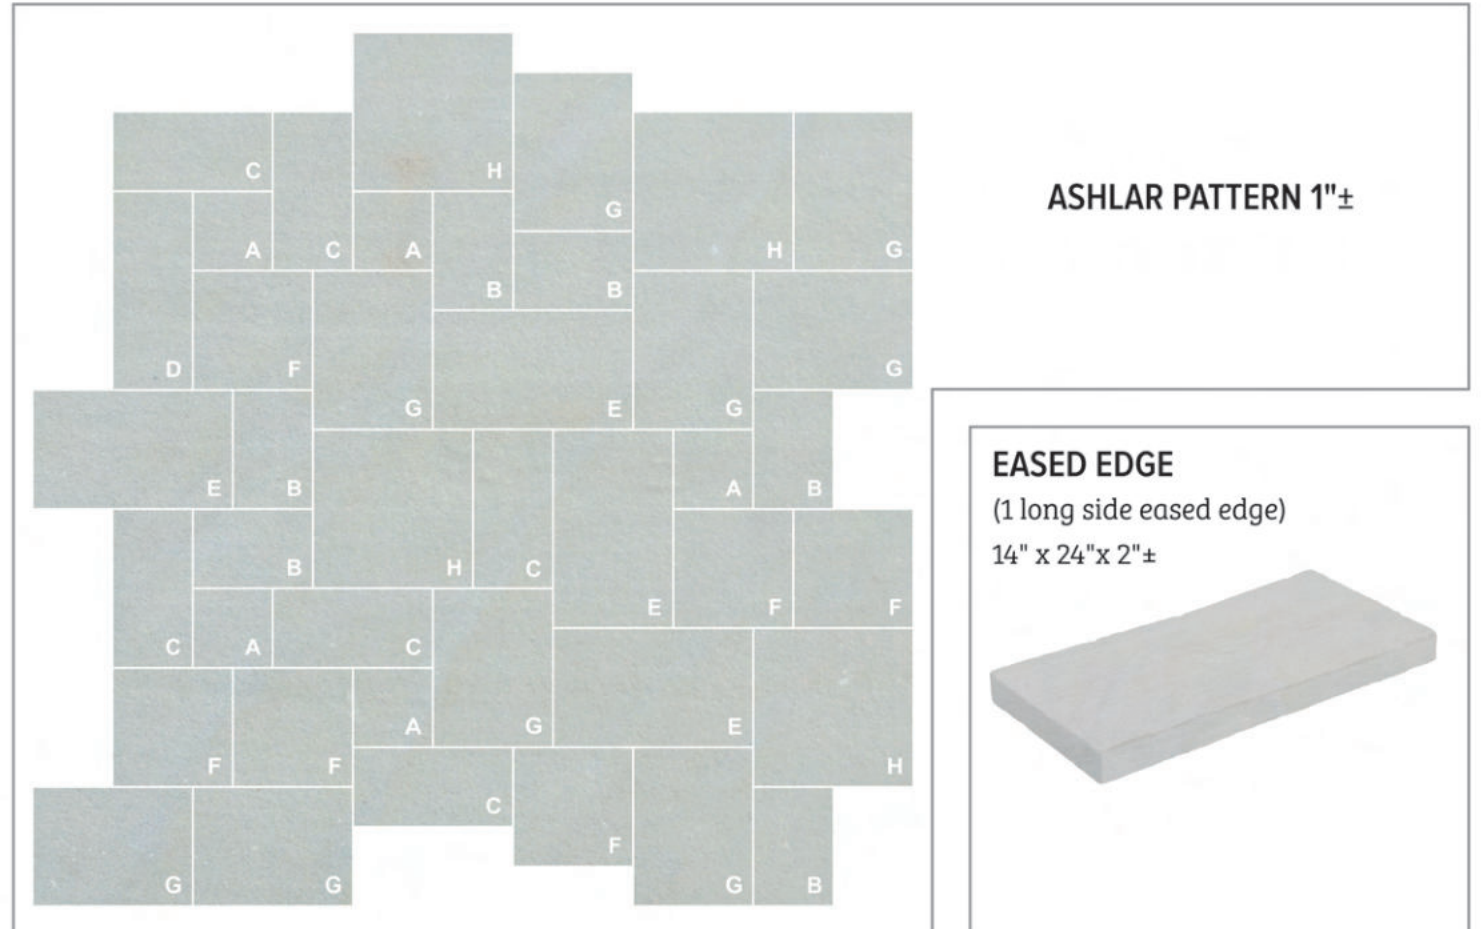 H
C
G
ASHLAR PATTERN 1"±
A C A H G
B B
D F G
G E G
E B A B
B H C
E F F
C A C
A G E
F F H
C
F
G G G B
EASED EDGE
(1 long side eased edge)
14" x 24"x 2"±